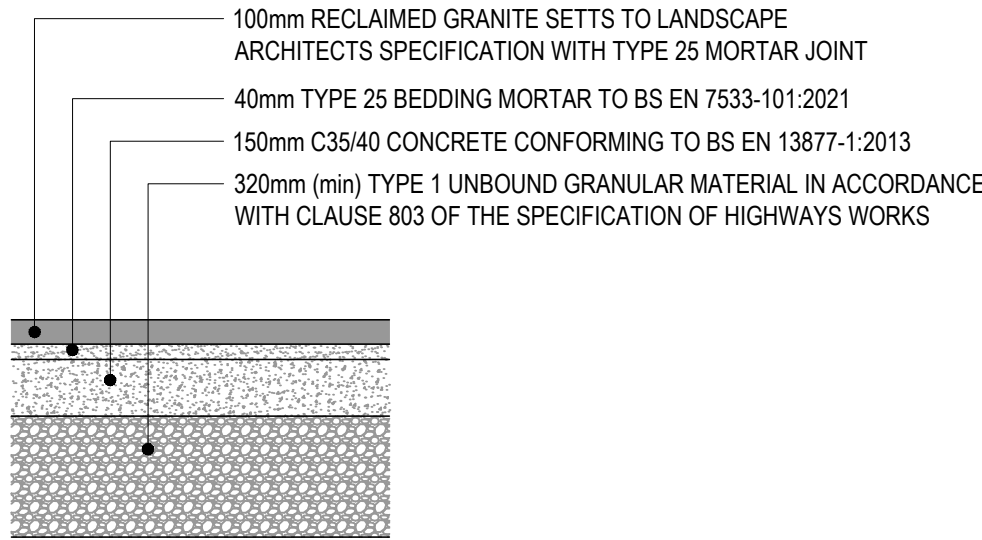 100mm RECLAIMED GRANITE SETTS TO LANDSCAPE
ARCHITECTS SPECIFICATION WITH TYPE 25 MORTAR JOINT
40mm TYPE 25 BEDDING MORTAR TO BS EN 7533-101:2021
150mm C35/40 CONCRETE CONFORMING TO BS EN 13877-1:2013
320mm (min) TYPE 1 UNBOUND GRANULAR MATERIAL IN ACCORDANCE
WITH CLAUSE 803 OF THE SPECIFICATION OF HIGHWAYS WORKS